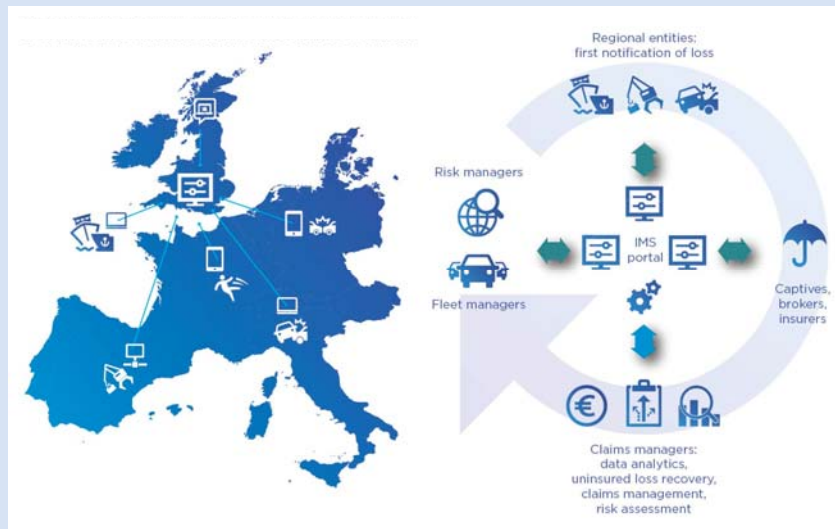 Regional entities:
first notification of loss
Risk managers
IMS
portal
Fleet managers
Captives,
brokers,
insurers
€
Claims managers:
data analytics,
uninsured loss recovery,
claims management,
risk assessment